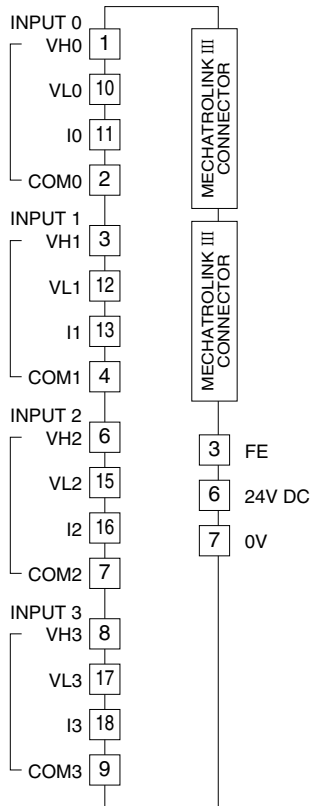 INPUT 0
VH0 1
VL0 10
I0 11
COM0 2
INPUT 1
VH1 3
VL1 12
I1 13
COM1 4
INPUT 2
VH2 6
VL2 15
I2 16
COM2 7
INPUT 3
VH3 8
VL3 17
I3 18
COM3 9
MECHATROLINK III
CONNECTOR
MECHATROLINK III
CONNECTOR
3 FE
6 24V DC
7 0V